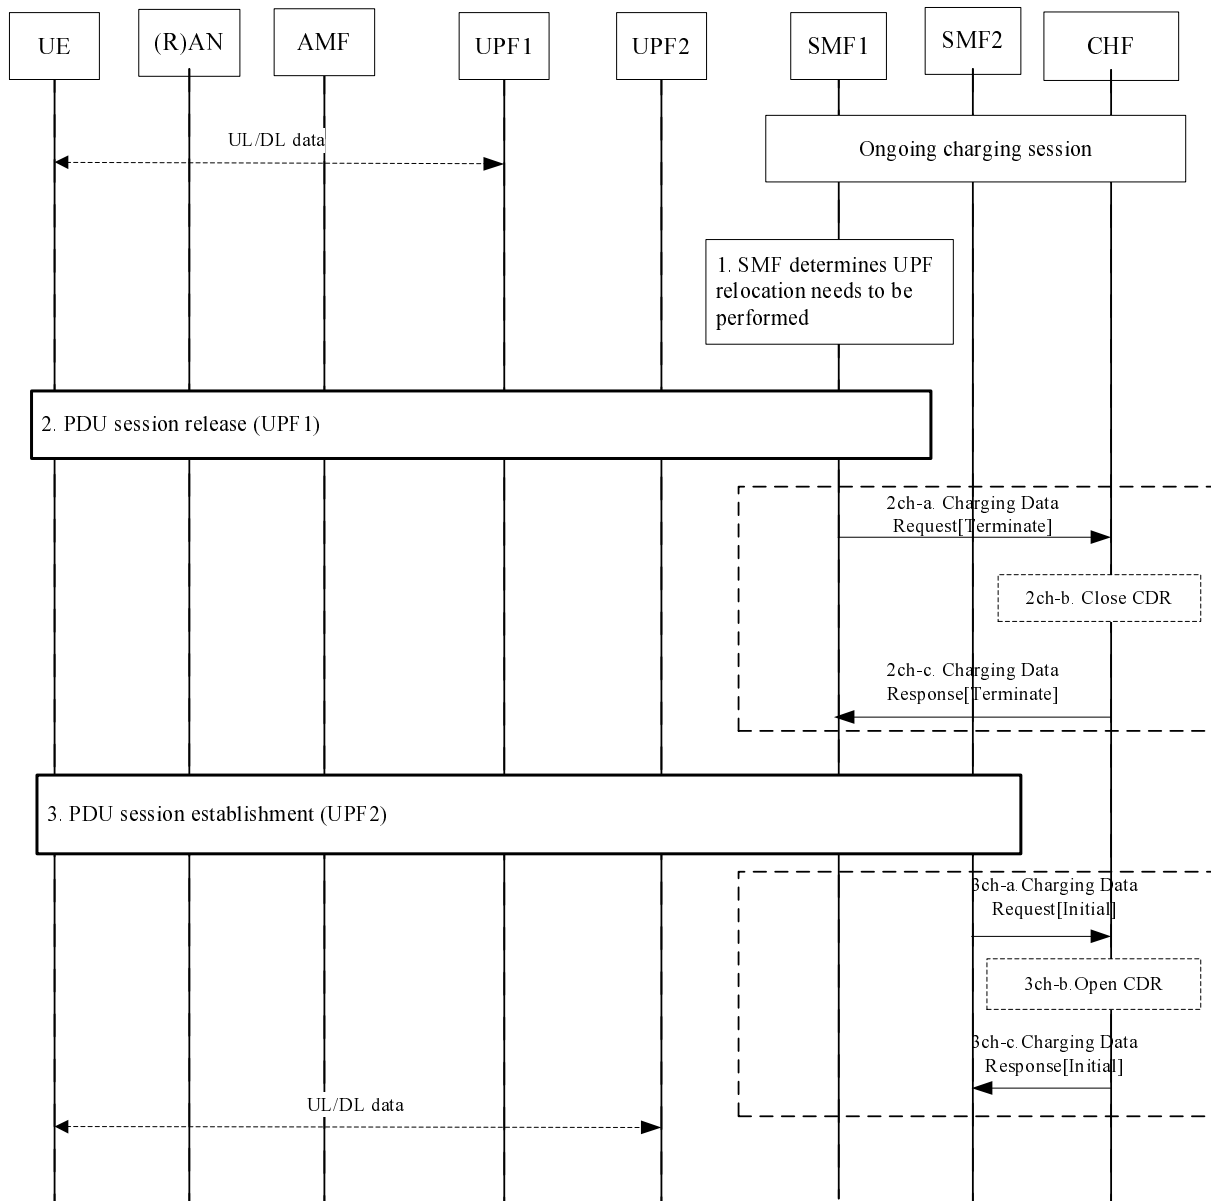 UE
(R)AN
AMF
UPF1
UPF2
SMF1
SMF2
CHF
UL/DL data
Ongoing charging session
1. SMF determines UPF
relocation needs to be
performed
2. PDU session release (UPF1)
2ch-a. Charging Data
Request[Terminate]
2ch-b. Close CDR
2ch-c. Charging Data
Response[Terminate]
3. PDU session establishment (UPF2)
3ch-a.Charging Data
Request[Initial]
3ch-b.Open CDR
3ch-c.Charging Data
Response[Initial]
UL/DL data